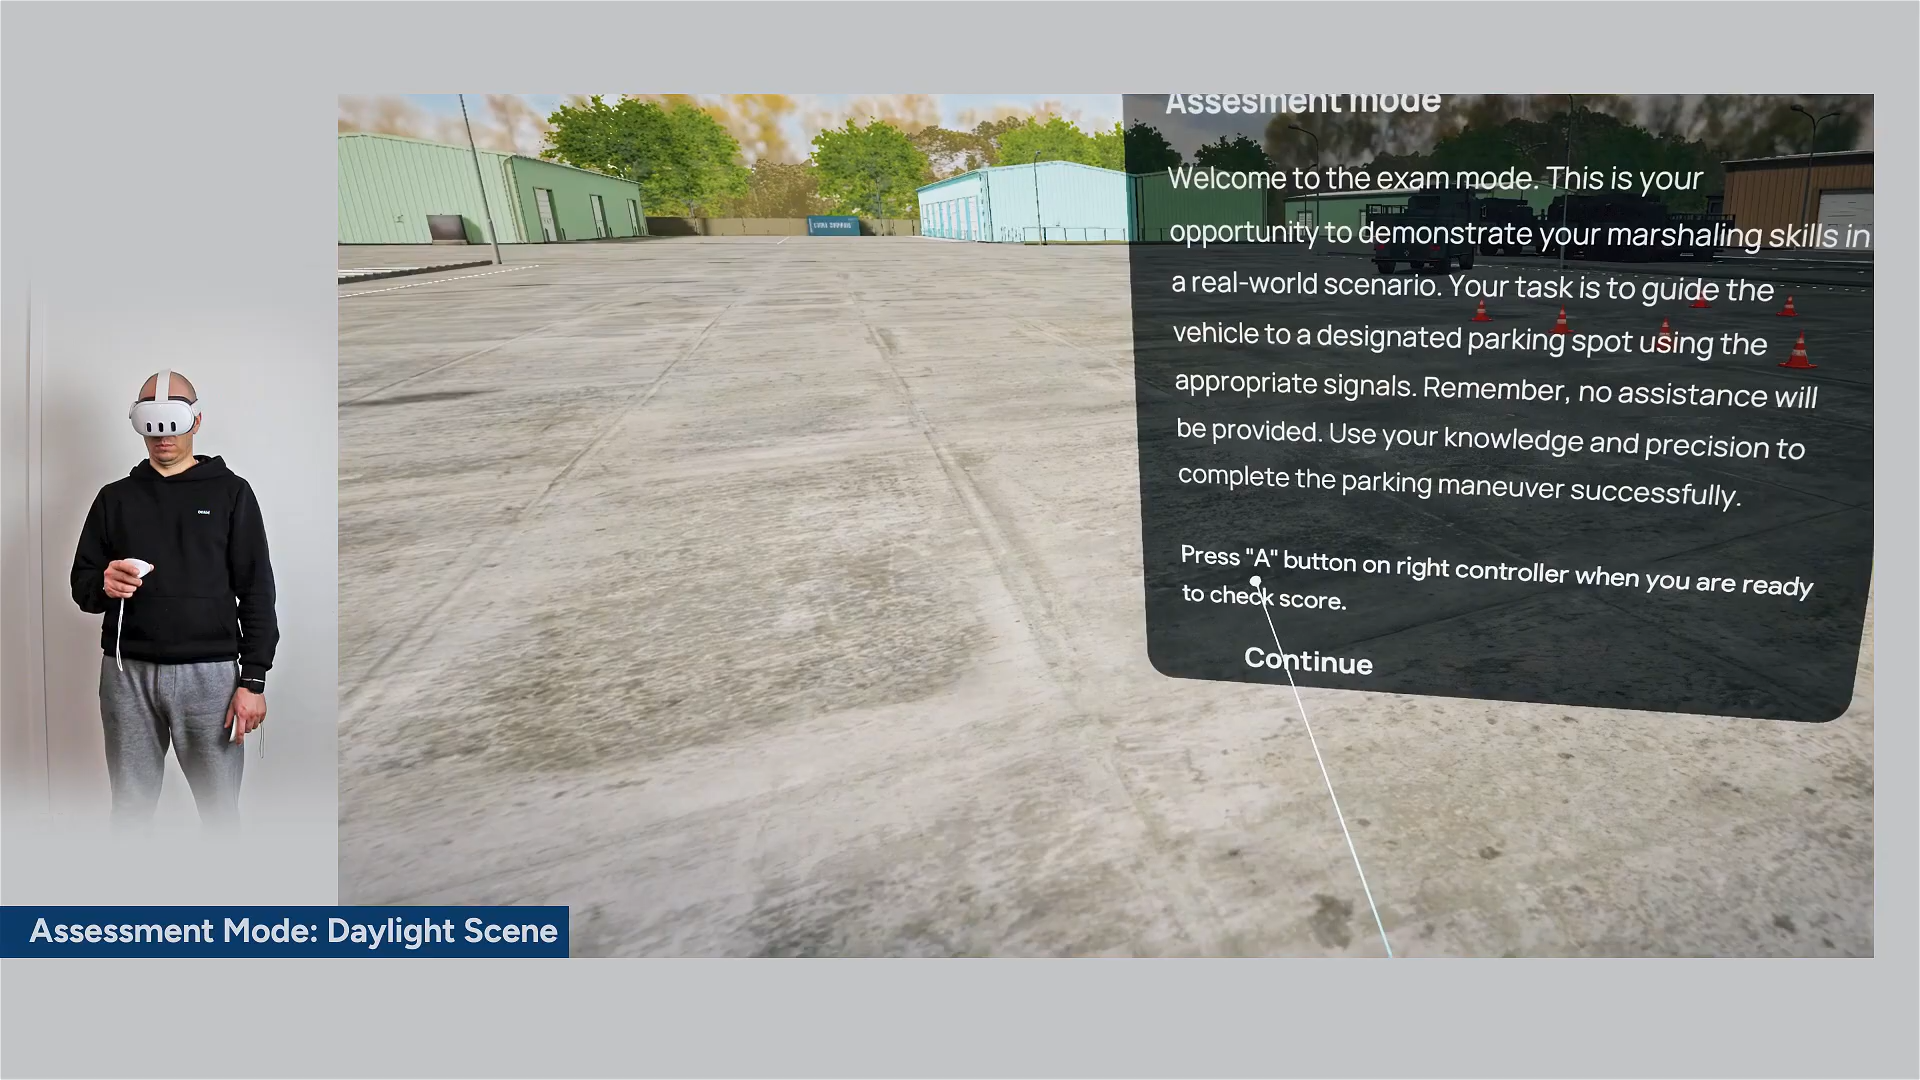 Assesment mode
Welcome to the exam mode. This is your
opportunity to demonstrate your marshaling skills in
a real-world scenario. Your task is to guide the
vehicle to a designated parking spot using the
appropriate signals. Remember, no assistance will
be provided. Use your knowledge and precision to
complete the parking maneuver successfully.
Press "A" button on right controller when you are ready
to check score.
Continue
Assessment Mode: Daylight Scene